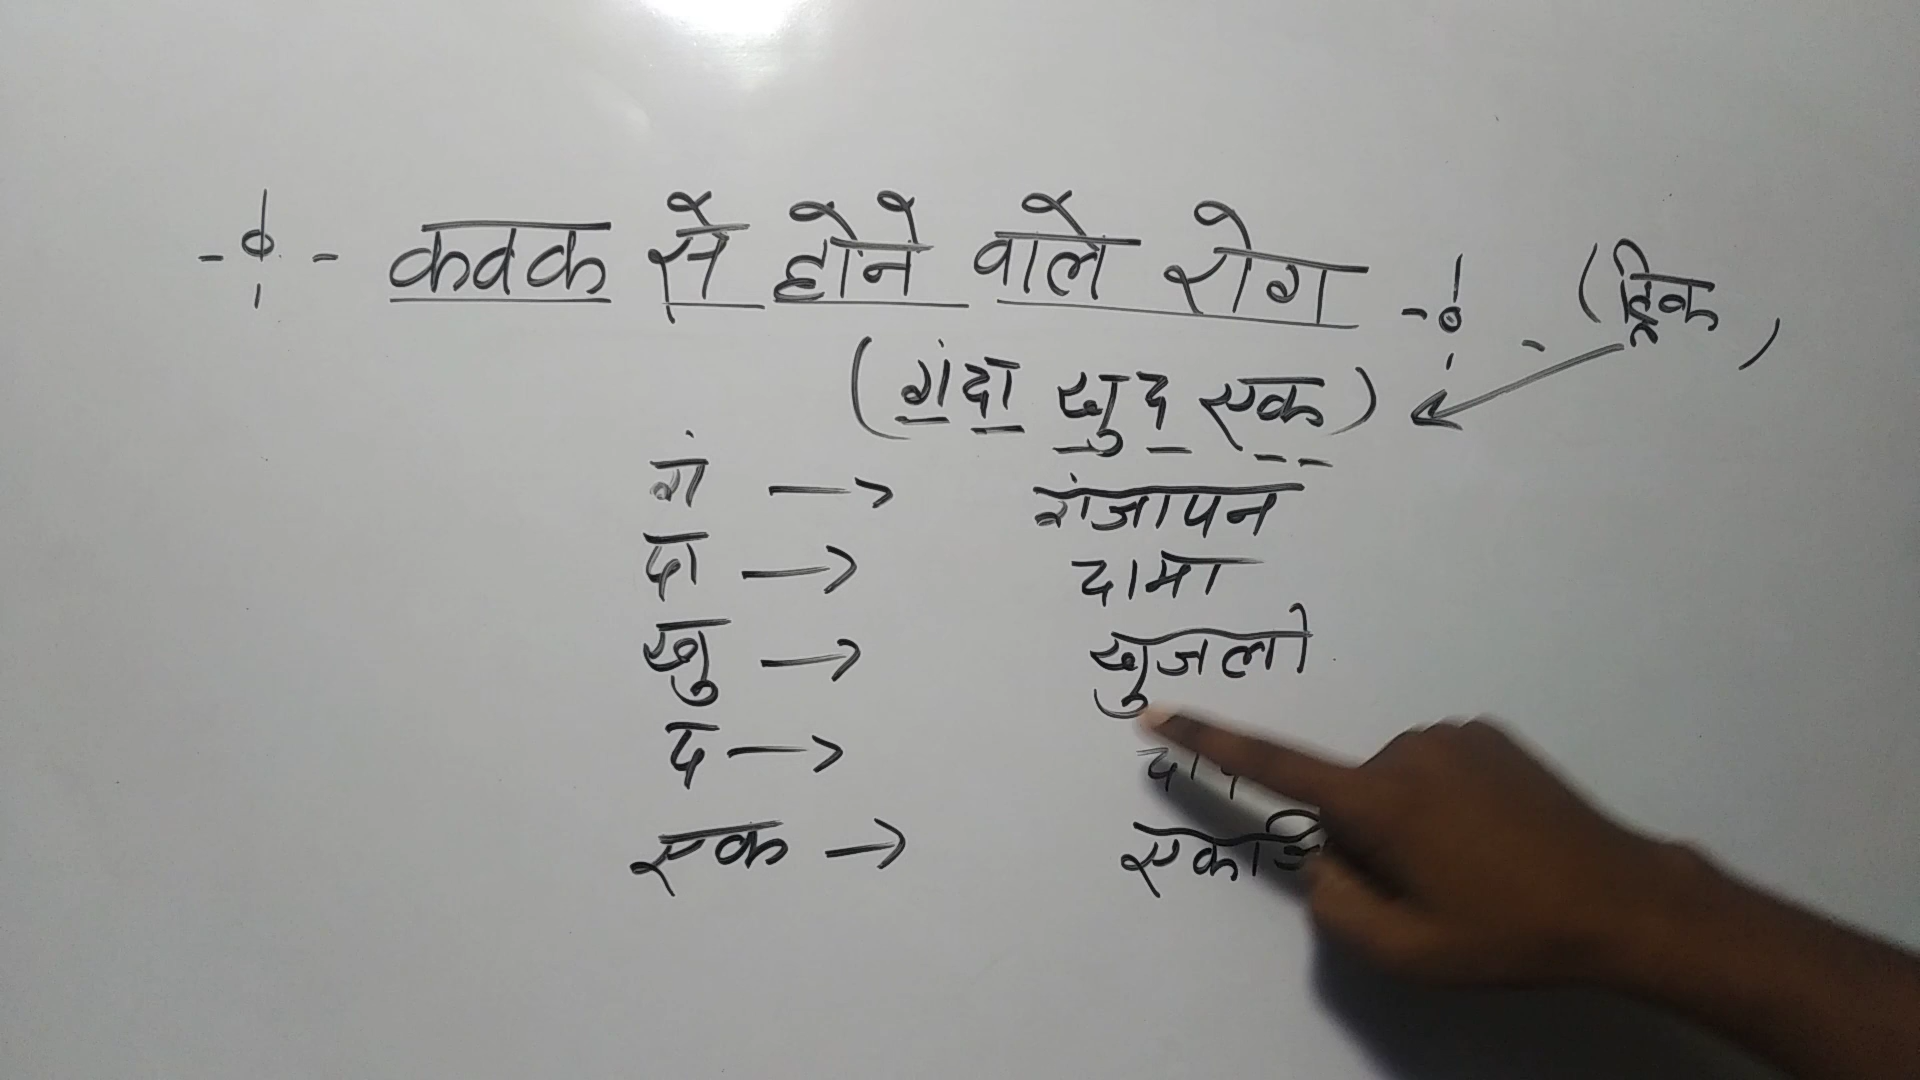 कवक से होने वाले रोग (ट्रिक)
(गंदा खुद एक)
गं → गंजापन
दा → दामा
खु → खुजली
द →
एक →